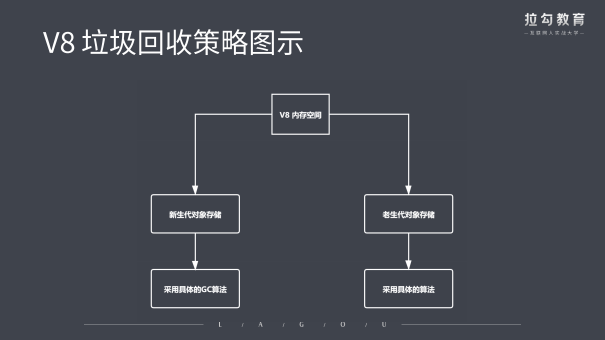 拉勾教育
—互联网人实战大学—
V8 垃圾回收策略图示
V8 内存空间
新生代对象存储
老生代对象存储
采用具体的GC算法
采用具体的算法
L / A / G / O / U